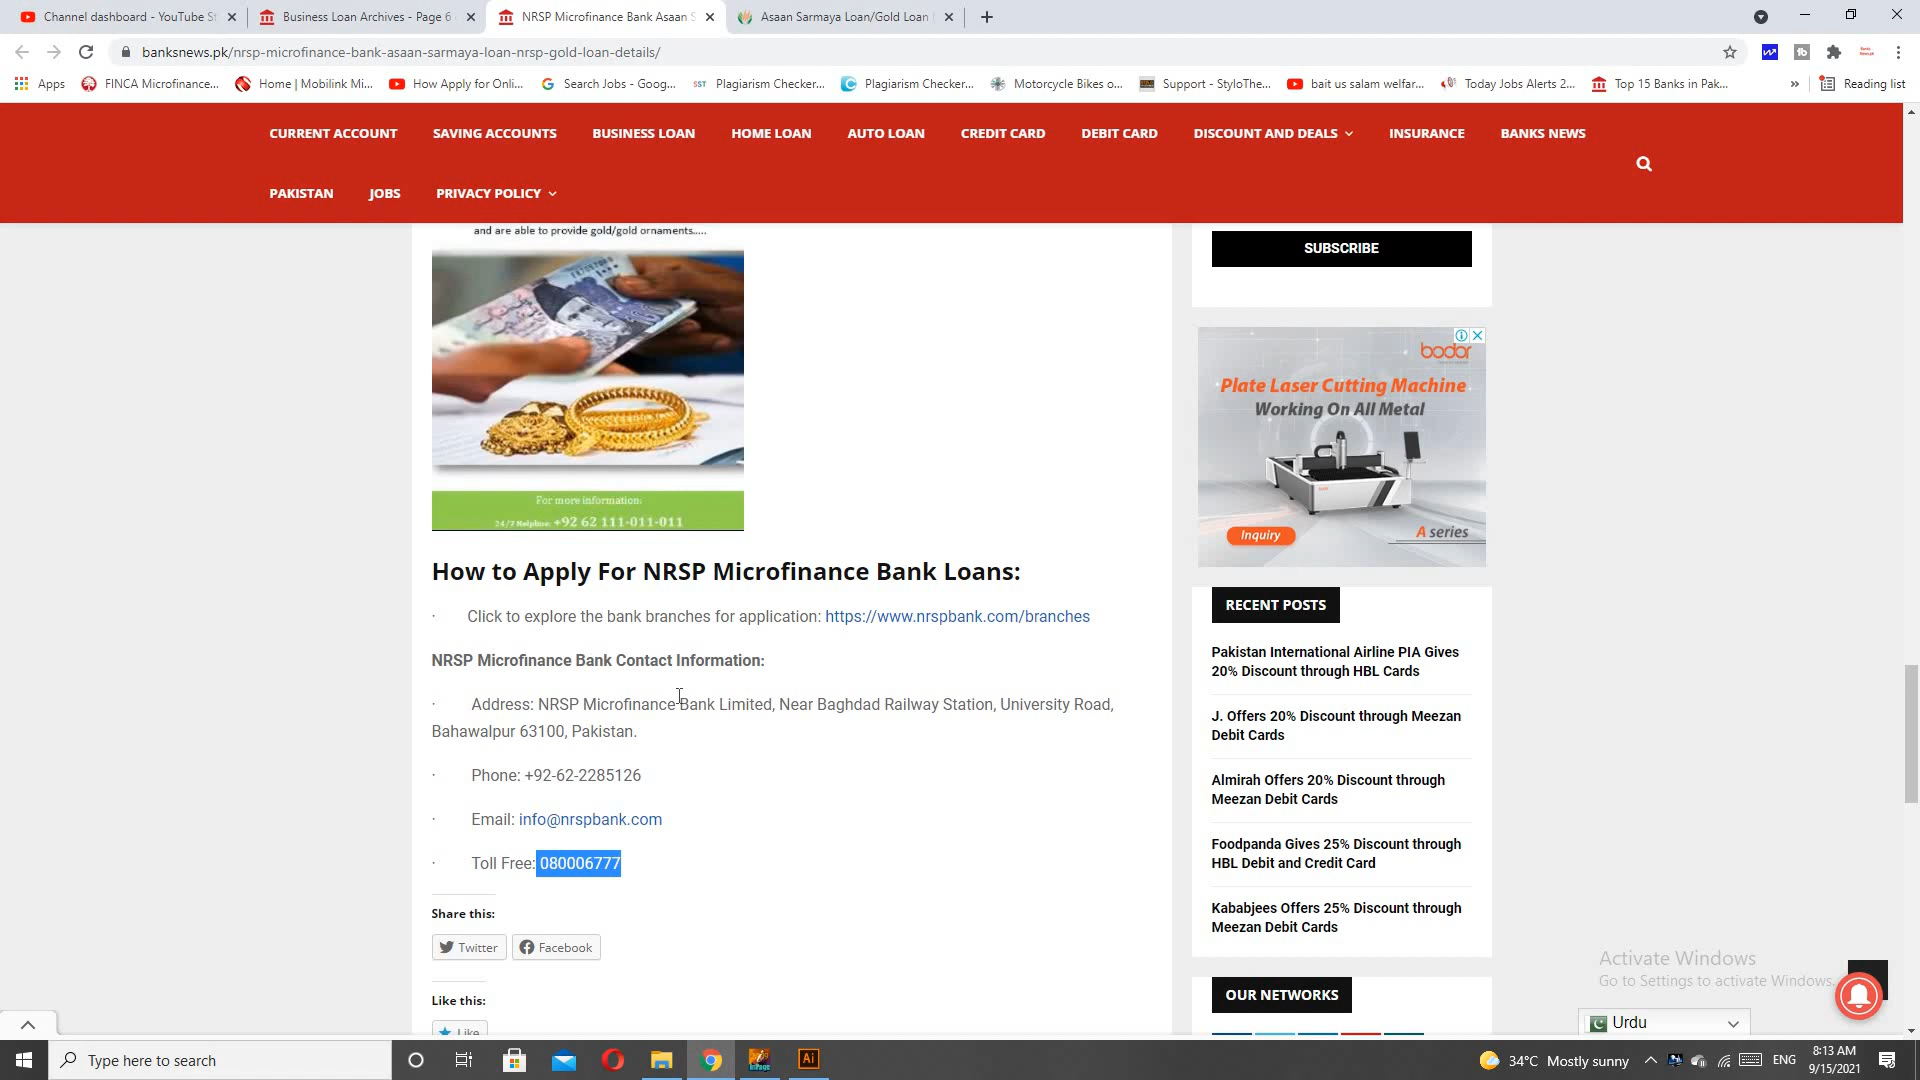 Channel dashboard - YouTube St
Business Loan Archives - Page 6
NRSP Microfinance Bank Asaan S
Asaan Sarmaya Loan/Gold Loan
banksnews.pk/nrsp-microfinance-bank-asaan-sarmaya-loan-nrsp-gold-loan-details/
Apps
FINCA Microfinance...
Home | Mobilink Mi...
How Apply for Onli...
Search Jobs - Goog...
SST Plagiarism Checker...
Plagiarism Checker...
Motorcycle Bikes o...
Support - StyloThe...
bait us salam welfar...
Today Jobs Alerts 2...
Top 15 Banks in Pak...
»
Reading list
CURRENT ACCOUNT
SAVING ACCOUNTS
BUSINESS LOAN
HOME LOAN
AUTO LOAN
CREDIT CARD
DEBIT CARD
DISCOUNT AND DEALS
INSURANCE
BANKS NEWS
PAKISTAN
JOBS
PRIVACY POLICY
and are able to provide gold/gold ornaments.....
For more information:
24/7 Helpline: +92 62 111-011-011
How to Apply For NRSP Microfinance Bank Loans:
· Click to explore the bank branches for application: https://www.nrspbank.com/branches
NRSP Microfinance Bank Contact Information:
· Address: NRSP Microfinance Bank Limited, Near Baghdad Railway Station, University Road,
Bahawalpur 63100, Pakistan.
· Phone: +92-62-2285126
· Email: info@nrspbank.com
· Toll Free: 080006777
Share this:
Twitter
Facebook
Like this:
Like
SUBSCRIBE
bodor
Plate Laser Cutting Machine
Working On All Metal
Inquiry
A series
RECENT POSTS
Pakistan International Airline PIA Gives
20% Discount through HBL Cards
J. Offers 20% Discount through Meezan
Debit Cards
Almirah Offers 20% Discount through
Meezan Debit Cards
Foodpanda Gives 25% Discount through
HBL Debit and Credit Card
Kababjees Offers 25% Discount through
Meezan Debit Cards
OUR NETWORKS
Activate Windows
Go to Settings to activate Windows.
Urdu
Type here to search
Ai
34°C Mostly sunny
ENG
8:13 AM
9/15/2021